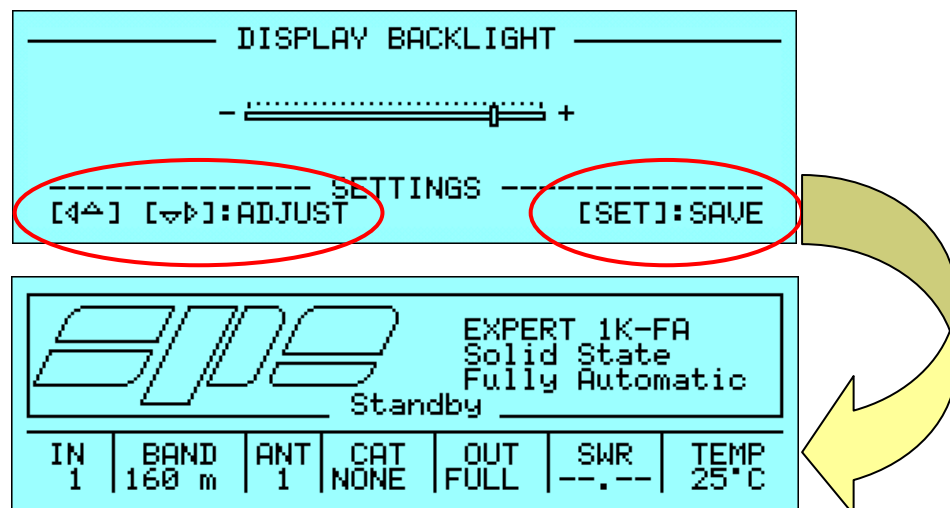 DISPLAY BACKLIGHT
- +
SETTINGS
[◁△] [▽▷]:ADJUST [SET]:SAVE
spe
EXPERT 1K-FA
Solid State
Fully Automatic
Standby
IN BAND ANT CAT OUT SWR TEMP
1 160 m 1 NONE FULL --.-- 25°C